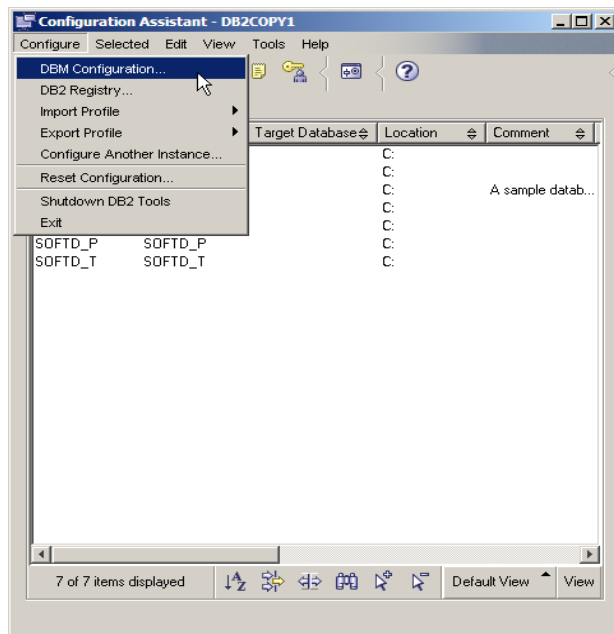 Configuration Assistant - DB2COPY1
Configure Selected Edit View Tools Help
DBM Configuration...
DB2 Registry...
Import Profile
Export Profile
Configure Another Instance...
Reset Configuration...
Shutdown DB2 Tools
Exit
Target Database Location Comment
C:
C:
C: A sample datab...
C:
C:
SOFTD_P SOFTD_P C:
SOFTD_T SOFTD_T C:
7 of 7 items displayed Default View View